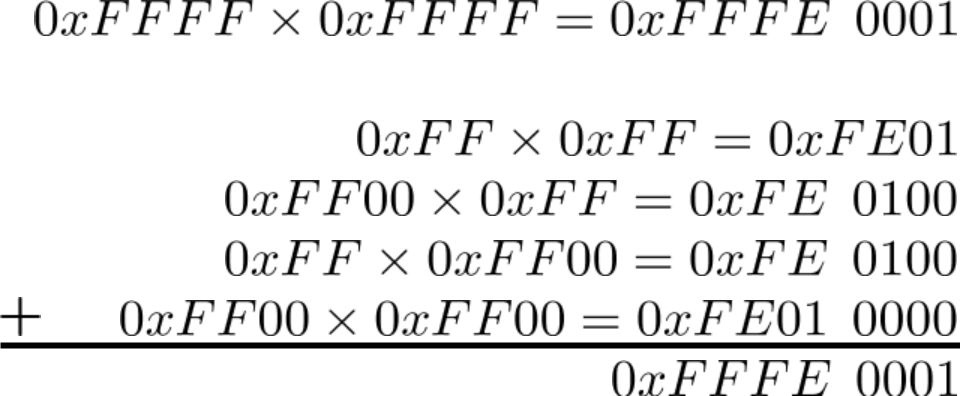 0xFFFF × 0xFFFF = 0xFFFE 0001
0xFF × 0xFF = 0xFE01
0xFF00 × 0xFF = 0xFE 0100
0xFF × 0xFF00 = 0xFE 0100
+ 0xFF00 × 0xFF00 = 0xFE01 0000
0xFFFE 0001